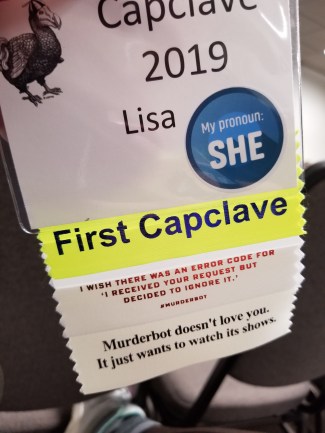 Capclave
2019
Lisa
My pronoun:
SHE
First Capclave
I WISH THERE WAS AN ERROR CODE FOR
'I RECEIVED YOUR REQUEST BUT
DECIDED TO IGNORE IT.'
#MURDERBOT
Murderbot doesn't love you.
It just wants to watch its shows.